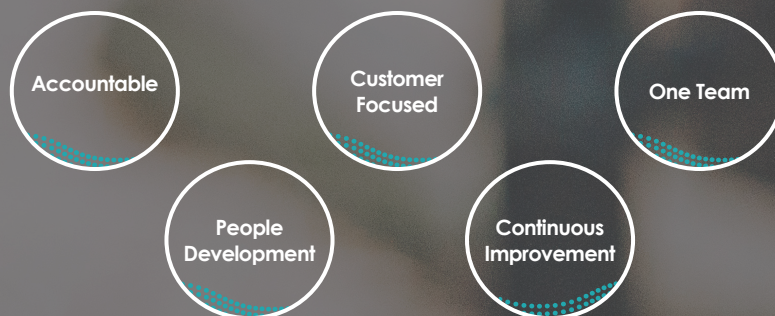 Accountable
Customer
Focused
One Team
People
Development
Continuous
Improvement